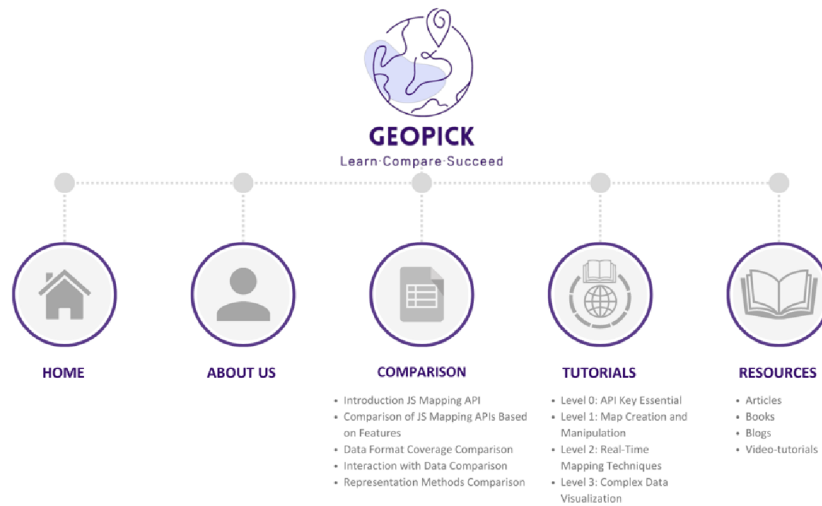 GEOPICK
Learn·Compare·Succeed
HOME
ABOUT US
COMPARISON
• Introduction JS Mapping API
• Comparison of JS Mapping APIs Based
on Features
• Data Format Coverage Comparison
• Interaction with Data Comparison
• Representation Methods Comparison
TUTORIALS
• Level 0: API Key Essential
• Level 1: Map Creation and
Manipulation
• Level 2: Real-Time
Mapping Techniques
• Level 3: Complex Data
Visualization
RESOURCES
• Articles
• Books
• Blogs
• Video-tutorials